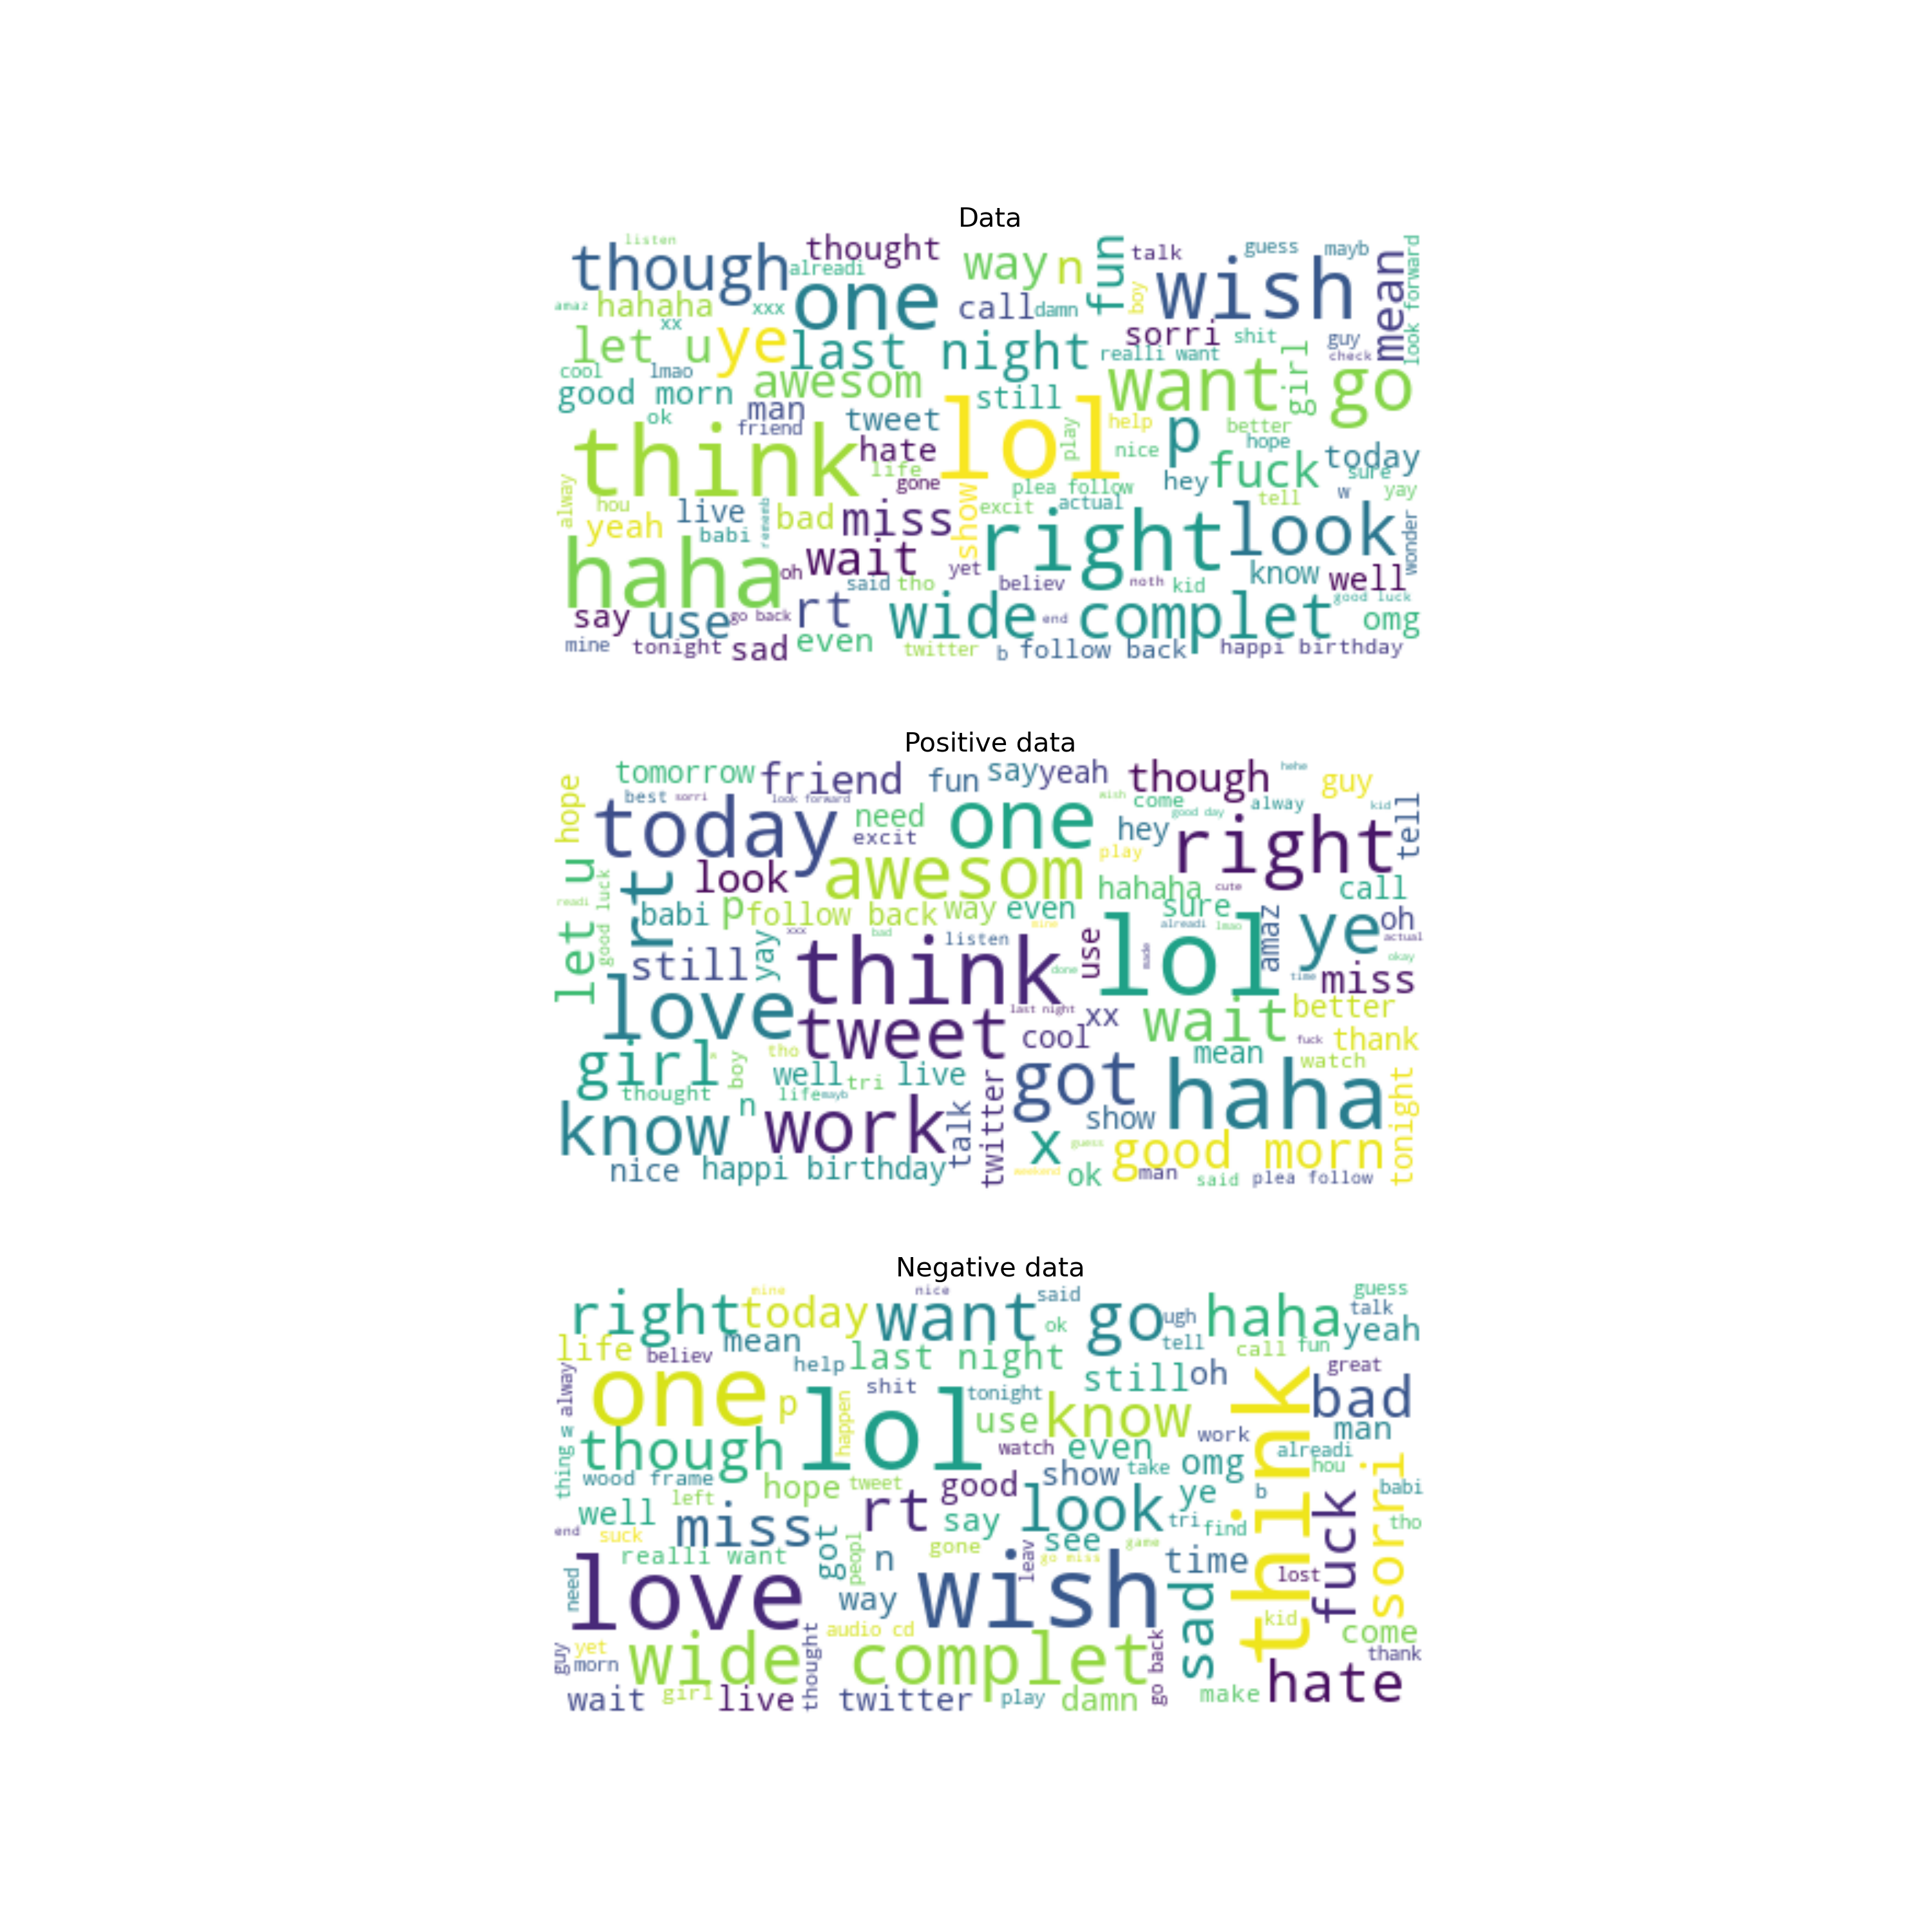 Data
listen
thought
though
alreadi
way
n
fun
talk
guess
mayb
wish
mean
look forward
amaz
hahaha
xxx
one
call
damn
boy
xx
let u
ye
last night
sorri
shit
guy
check
realli want
cool
lmao
good morn
awesom
want
girl
go
ok
man
friend
tweet
still
lol
play
help
p
better
hope
nice
think
hate
life
gone
fuck
today
sure
hey
plea follow
tell
w
yay
alway
hou
yeah
live
babi
rememb
bad
miss
show
excit
actual
right
look
wonder
haha
oh
wait
yet
said
tho
believ
noth
kid
know
well
good luck
say
use
go back
rt
wide
end
complet
omg
mine
tonight
sad
even
twitter
b
follow back
happi birthday
Positive data
hope
tomorrow
friend
fun
say
yeah
though
hehe
guy
best
sorri
look forward
wish
come
alway
kid
tell
today
need
excit
one
hey
good day
play
right
let u
good luck
readi
rt
look
awesom
hahaha
cute
call
babi
p
follow back
way
even
sure
alreadi
lmao
amaz
ye
oh
actual
xxx
bad
mine
still
yay
think
listen
done
use
made
lol
time
okay
miss
love
tweet
last night
xx
cool
wait
better
fuck
thank
girl
boy
tho
well
tri
live
mean
watch
thought
n
life
mayb
got
show
haha
tonight
know
work
talk
twitter
x
guess
good morn
nice
happi birthday
weekend
ok
man
said
plea follow
Negative data
right
mine
today
nice
want
said
ok
go
ugh
tell
haha
guess
talk
yeah
life
believ
mean
help
last night
call
fun
great
alway
one
p
shit
tonight
still
oh
think
bad
man
thing
w
though
lol
happen
use
know
watch
even
work
alreadi
hou
wood frame
hope
tweet
good
show
take
omg
ye
b
babi
left
well
suck
end
miss
rt
say
look
tri
find
fuck
sorri
tho
realli want
got
peopl
n
gone
leav
see
go miss
game
time
lost
need
love
way
wish
sad
kid
come
thank
audio cd
guy
yet
morn
wide
complet
thought
go back
hate
wait
girl
live
twitter
play
damn
make